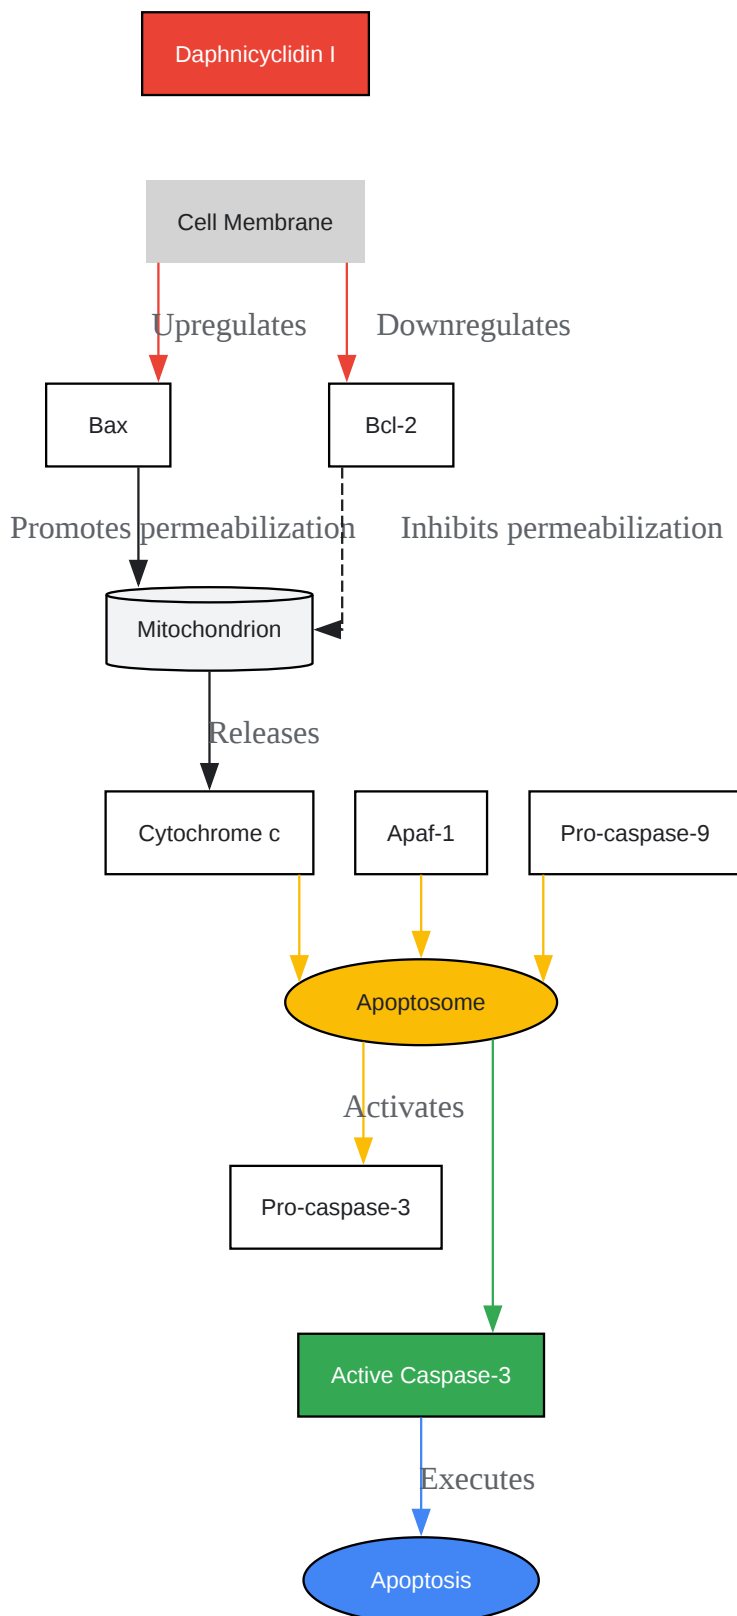 Daphnicyclidin I
Cell Membrane
Upregulates
Downregulates
Bax
Bcl-2
Promotes permeabilization
Inhibits permeabilization
Mitochondrion
Releases
Cytochrome c
Apaf-1
Pro-caspase-9
Apoptosome
Activates
Pro-caspase-3
Active Caspase-3
Executes
Apoptosis